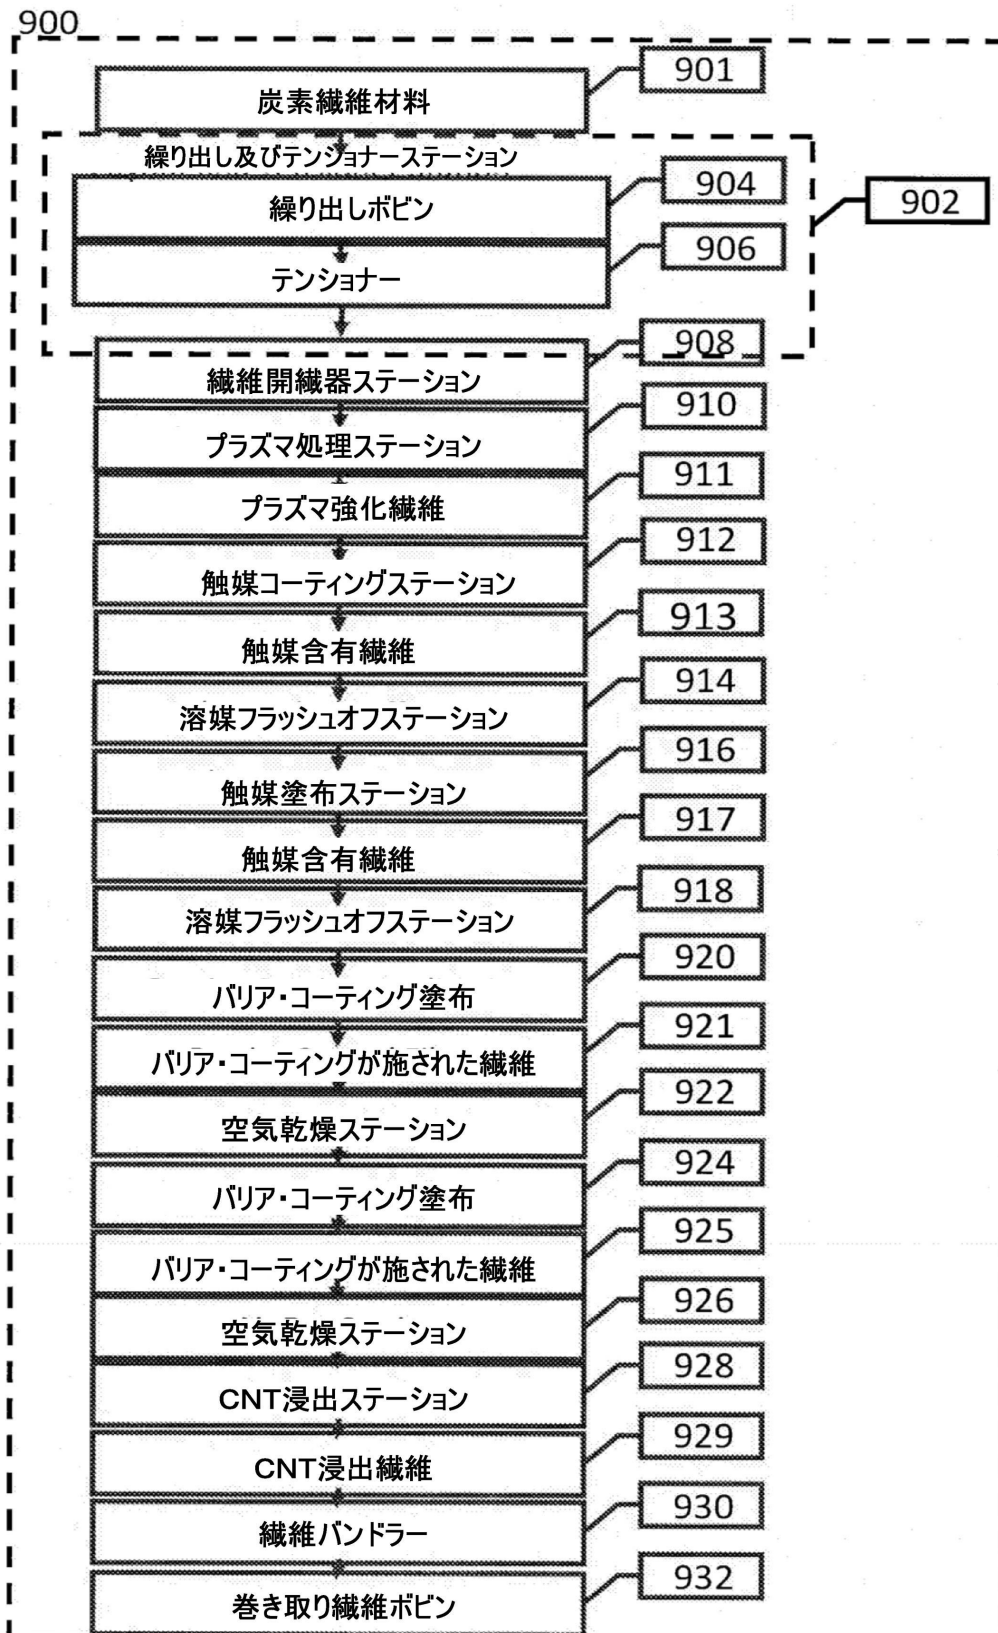 900
炭素繊維材料
901
繰り出し及びテンショナーステーション
繰り出しボビン
904
902
テンショナー
906
繊維開繊器ステーション
908
プラズマ処理ステーション
910
プラズマ強化繊維
911
触媒コーティングステーション
912
触媒含有繊維
913
溶媒フラッシュオフステーション
914
触媒塗布ステーション
916
触媒含有繊維
917
溶媒フラッシュオフステーション
918
バリア・コーティング塗布
920
バリア・コーティングが施された繊維
921
空気乾燥ステーション
922
バリア・コーティング塗布
924
バリア・コーティングが施された繊維
925
空気乾燥ステーション
926
CNT浸出ステーション
928
CNT浸出繊維
929
繊維バンドラー
930
巻き取り繊維ボビン
932